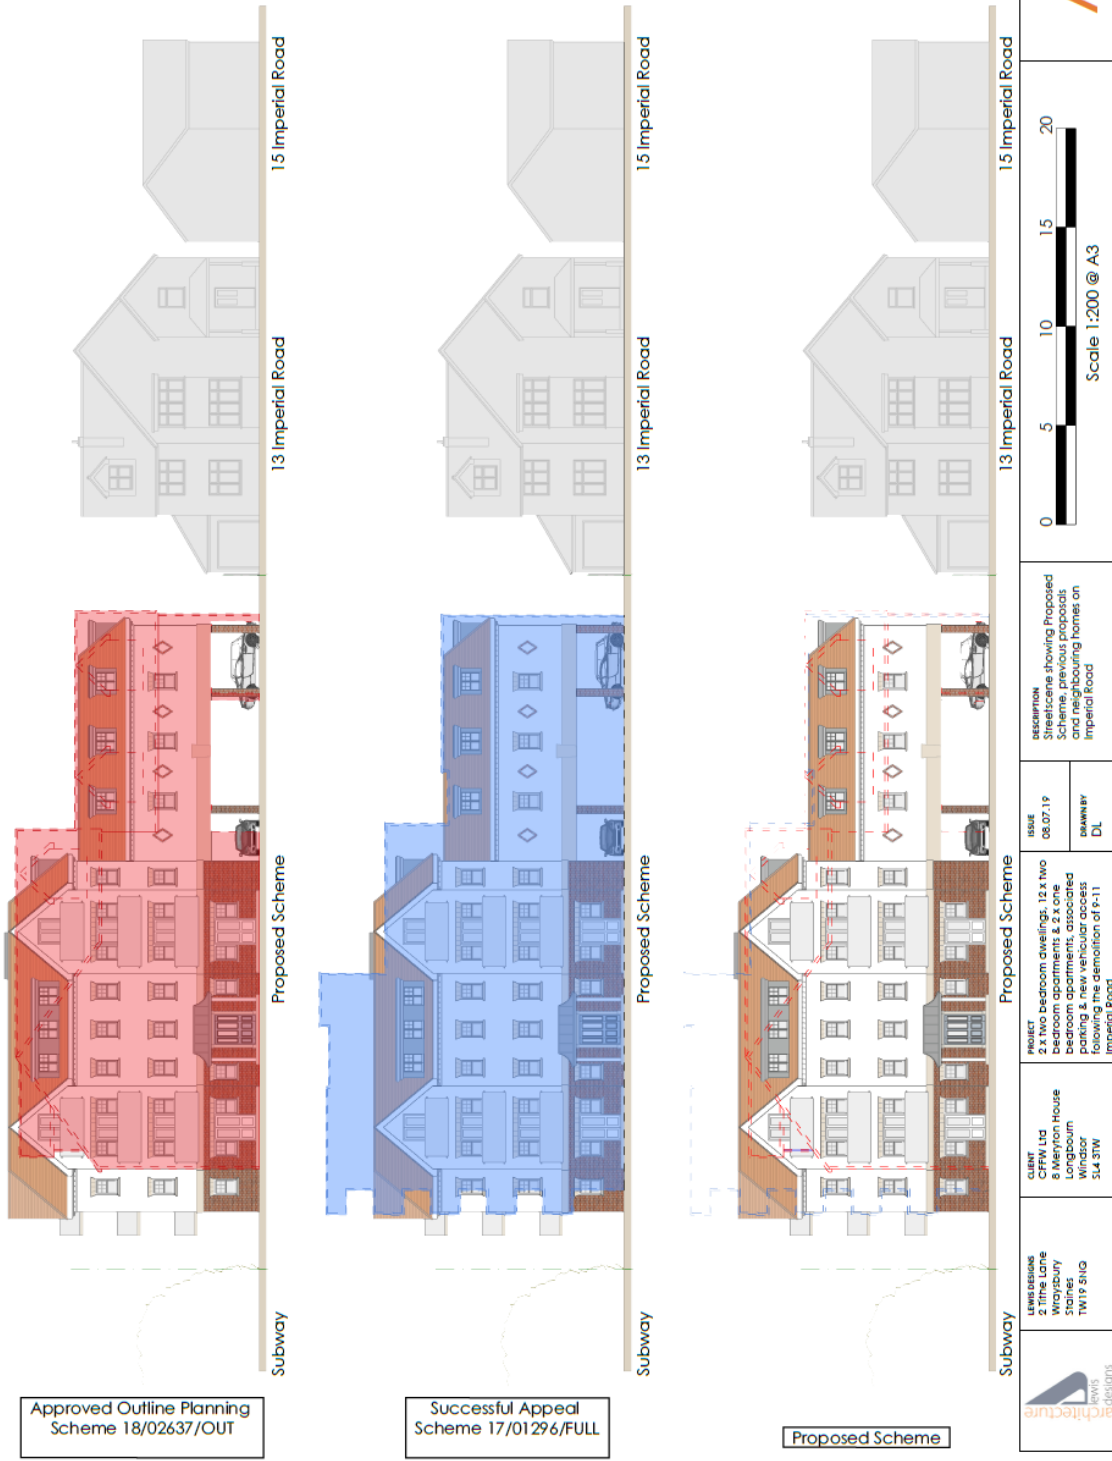 Approved Outline Planning
Scheme 18/02637/OUT
Subway
Proposed Scheme
13 Imperial Road
15 Imperial Road
Successful Appeal
Scheme 17/01296/FULL
Subway
Proposed Scheme
13 Imperial Road
15 Imperial Road
Proposed Scheme
Subway
Proposed Scheme
13 Imperial Road
15 Imperial Road
lewis
designs
architecture
LEWIS DESIGNS
2 Tithe Lane
Wraysbury
Staines
TW19 5NQ
CLIENT
CFFW Ltd
8 Meryton House
Longbourn
Windsor
SL4 3TW
PROJECT
2 x two bedroom dwellings, 12 x two
bedroom apartments & 2 x one
bedroom apartments, associated
parking & new vehicular access
following the demolition of 9-11
Imperial Road
ISSUE
08.07.19
DRAWN BY
DL
DESCRIPTION
Streetscene showing Proposed
Scheme, previous proposals
and neighbouring homes on
Imperial Road
0 5 10 15 20
Scale 1:200 @ A3